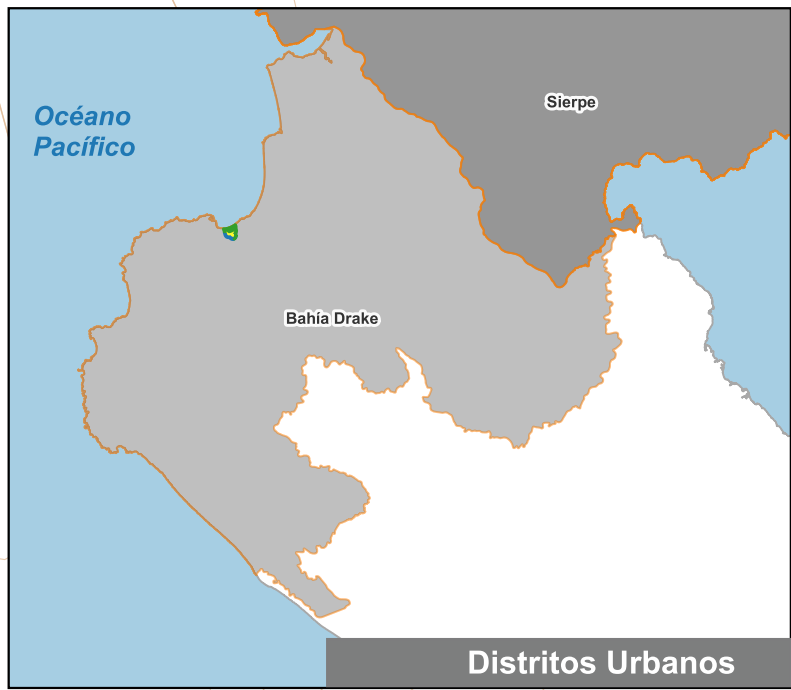 Sierpe
Océano
Pacífico
Bahía Drake
Distritos Urbanos